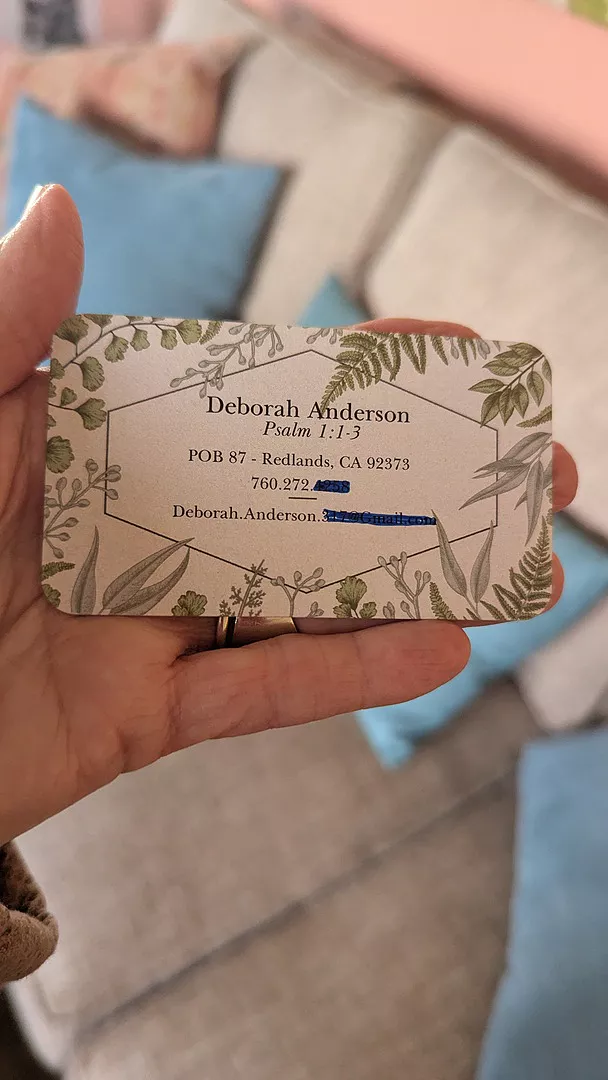 Deborah Anderson
Psalm 1:1-3
POB 87 - Redlands, CA 92373
760.272.
Deborah.Anderson.